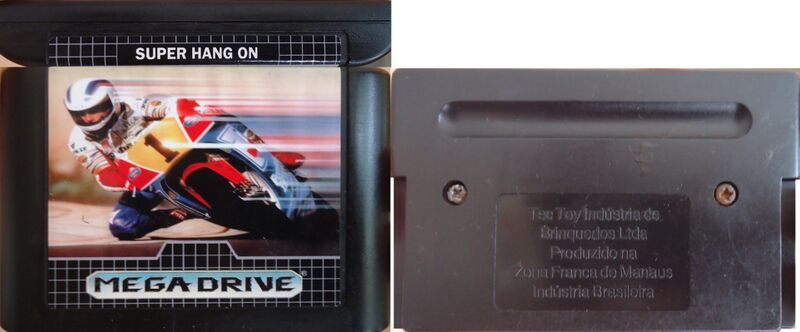 SUPER HANG ON
1
MEGA DRIVE ®
Tec Toy Indústria de
Brinquedos Ltda
Produzido na
Zona Franca de Manaus
Indústria Brasileira